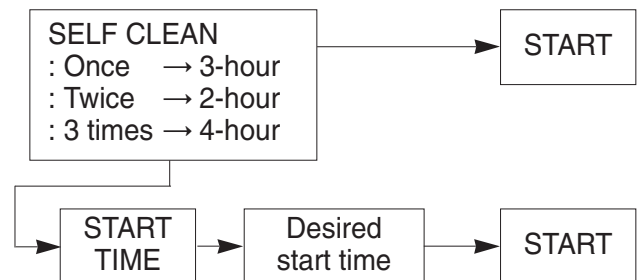 SELF CLEAN
: Once → 3-hour
: Twice → 2-hour
: 3 times → 4-hour
START
START
TIME
Desired
start time
START